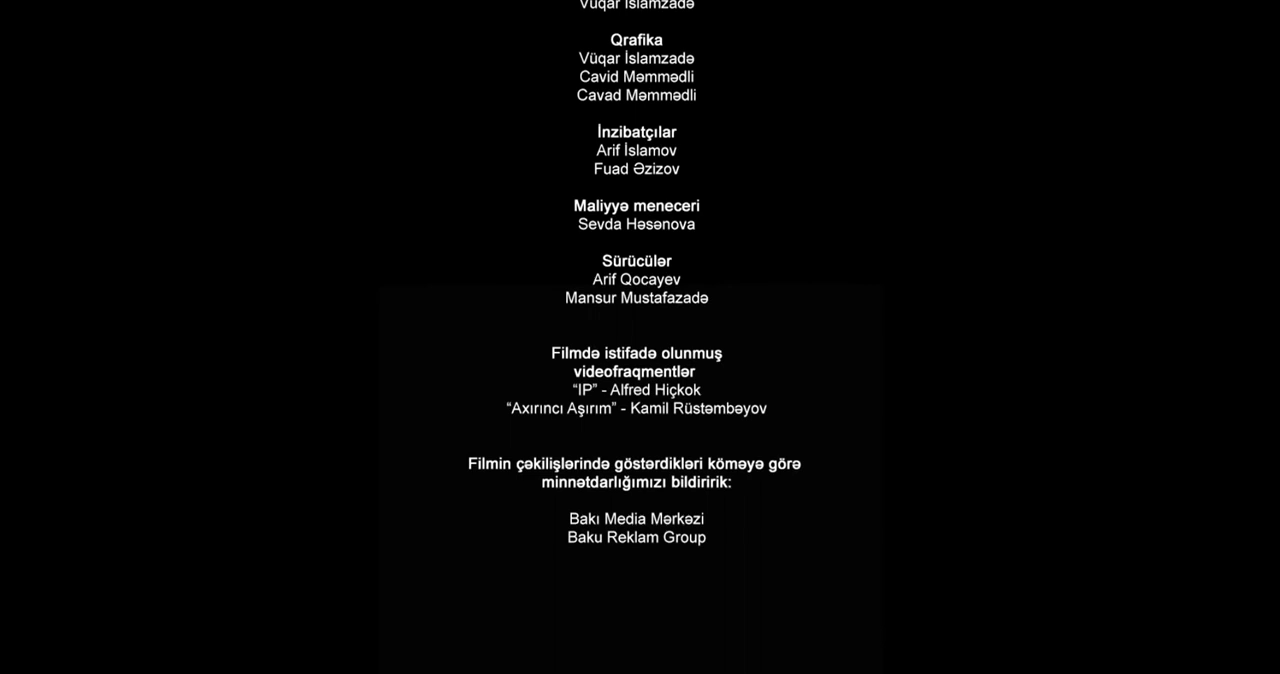 Vüqar İslamzadə
Qrafika
Vüqar İslamzadə
Cavid Məmmədli
Cavad Məmmədli
İnzibatçılar
Arif İslamov
Fuad Əzizov
Maliyyə meneceri
Sevda Həsənova
Sürücülər
Arif Qocayev
Mansur Mustafazadə
Filmdə istifadə olunmuş
videofraqmentlər
“IP” - Alfred Hiçkok
“Axırıncı Aşırım” - Kamil Rüstəmbəyov
Filmin çəkilişlərində göstərdikləri köməyə görə
minnətdarlığımızı bildiririk:
Bakı Media Mərkəzi
Baku Reklam Group